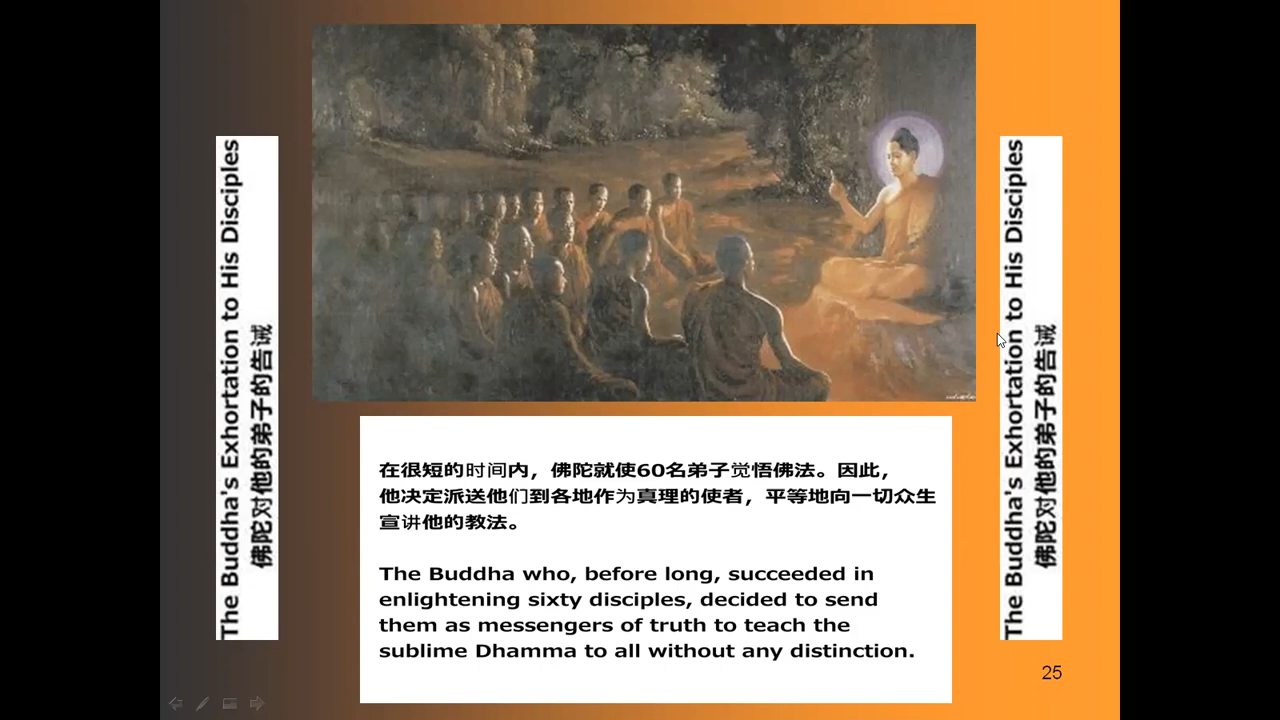 The Buddha's Exhortation to His Disciples
佛陀对他的弟子的告诫
在很短的时间内，佛陀就使60名弟子觉悟佛法。因此，
他决定派送他们到各地作为真理的使者，平等地向一切众生
宣讲他的教法。
The Buddha who, before long, succeeded in
enlightening sixty disciples, decided to send
them as messengers of truth to teach the
sublime Dhamma to all without any distinction.
The Buddha's Exhortation to His Disciples
佛陀对他的弟子的告诫
25